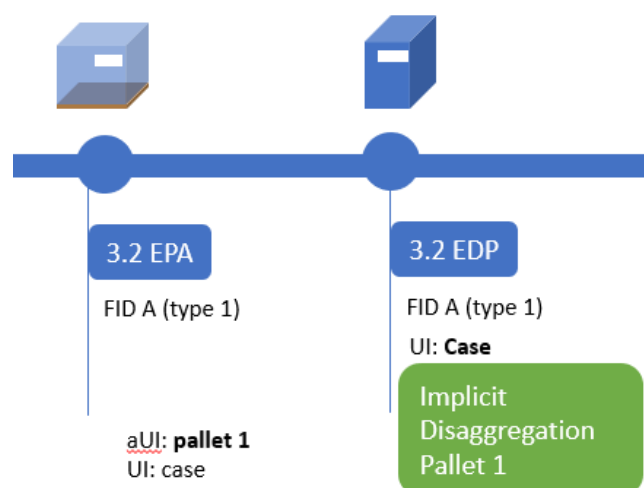 3.2 EPA
FID A (type 1)
aUI: pallet 1
UI: case
3.2 EDP
FID A (type 1)
UI: Case
Implicit
Disaggregation
Pallet 1